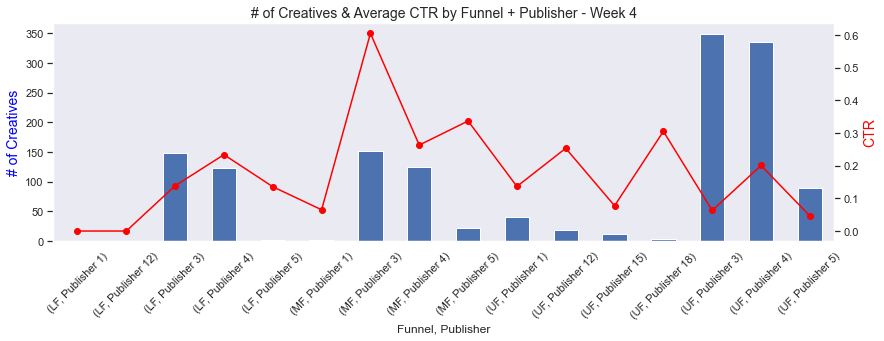 # of Creatives & Average CTR by Funnel + Publisher - Week 4
# of Creatives
350
300
250
200
150
100
50
0
0.6
0.5
0.4
0.3
0.2
0.1
0.0
CTR
(LF, Publisher 1)
(LF, Publisher 12)
(LF, Publisher 3)
(LF, Publisher 4)
(LF, Publisher 5)
(MF, Publisher 1)
(MF, Publisher 3)
(MF, Publisher 4)
(MF, Publisher 5)
(UF, Publisher 1)
(UF, Publisher 12)
(UF, Publisher 15)
(UF, Publisher 18)
(UF, Publisher 3)
(UF, Publisher 4)
(UF, Publisher 5)
Funnel, Publisher